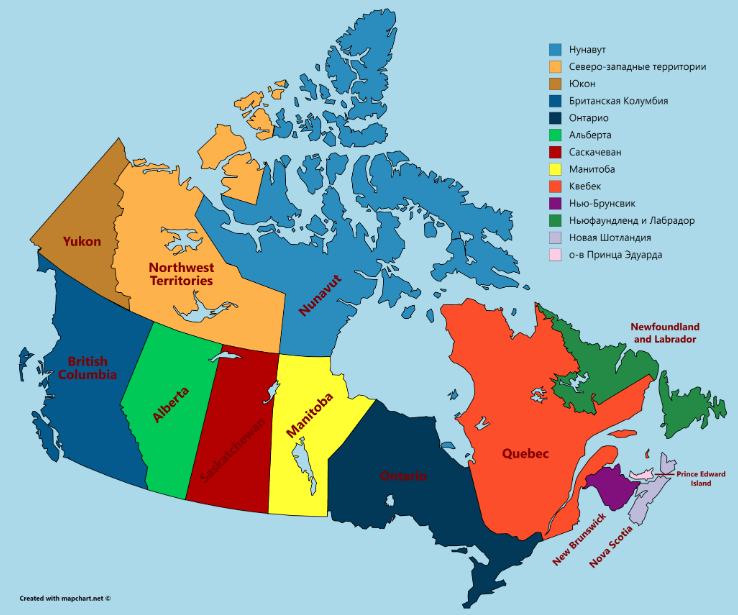 Нунавут
Северо-западные территории
Юкон
Британская Колумбия
Онтарио
Альберта
Саскачеван
Манитоба
Квебек
Нью-Брунсвик
Ньюфаундленд и Лабрадор
Новая Шотландия
о-в Принца Эдуарда
Yukon
Northwest
Territories
Nunavut
British
Columbia
Alberta
Saskatchewan
Manitoba
Ontario
Quebec
Newfoundland
and Labrador
Prince Edward
Island
New Brunswick
Nova Scotia
Created with mapchart.net ©